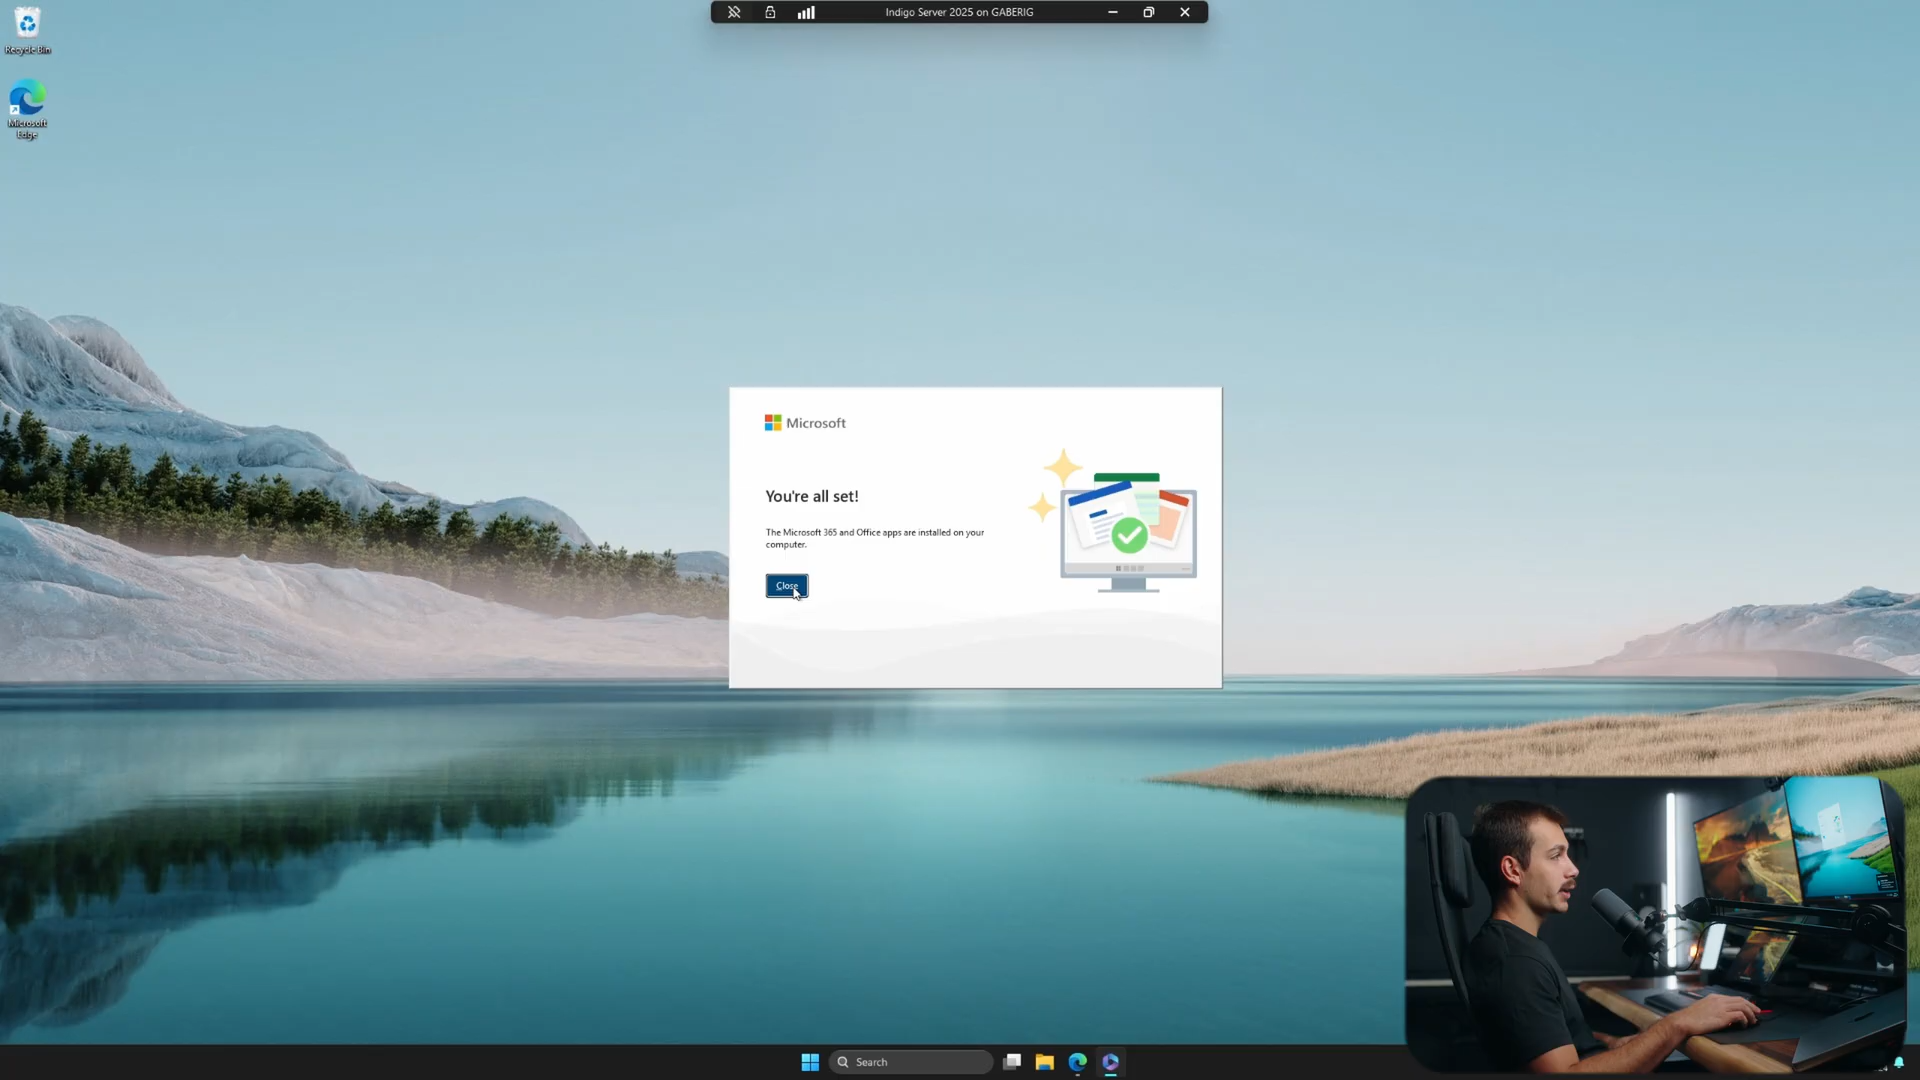 Indigo Server 2025 on GABERIG
Recycle Bin
Microsoft
Edge
Microsoft
You're all set!
The Microsoft 365 and Office apps are installed on your
computer.
Close
Search